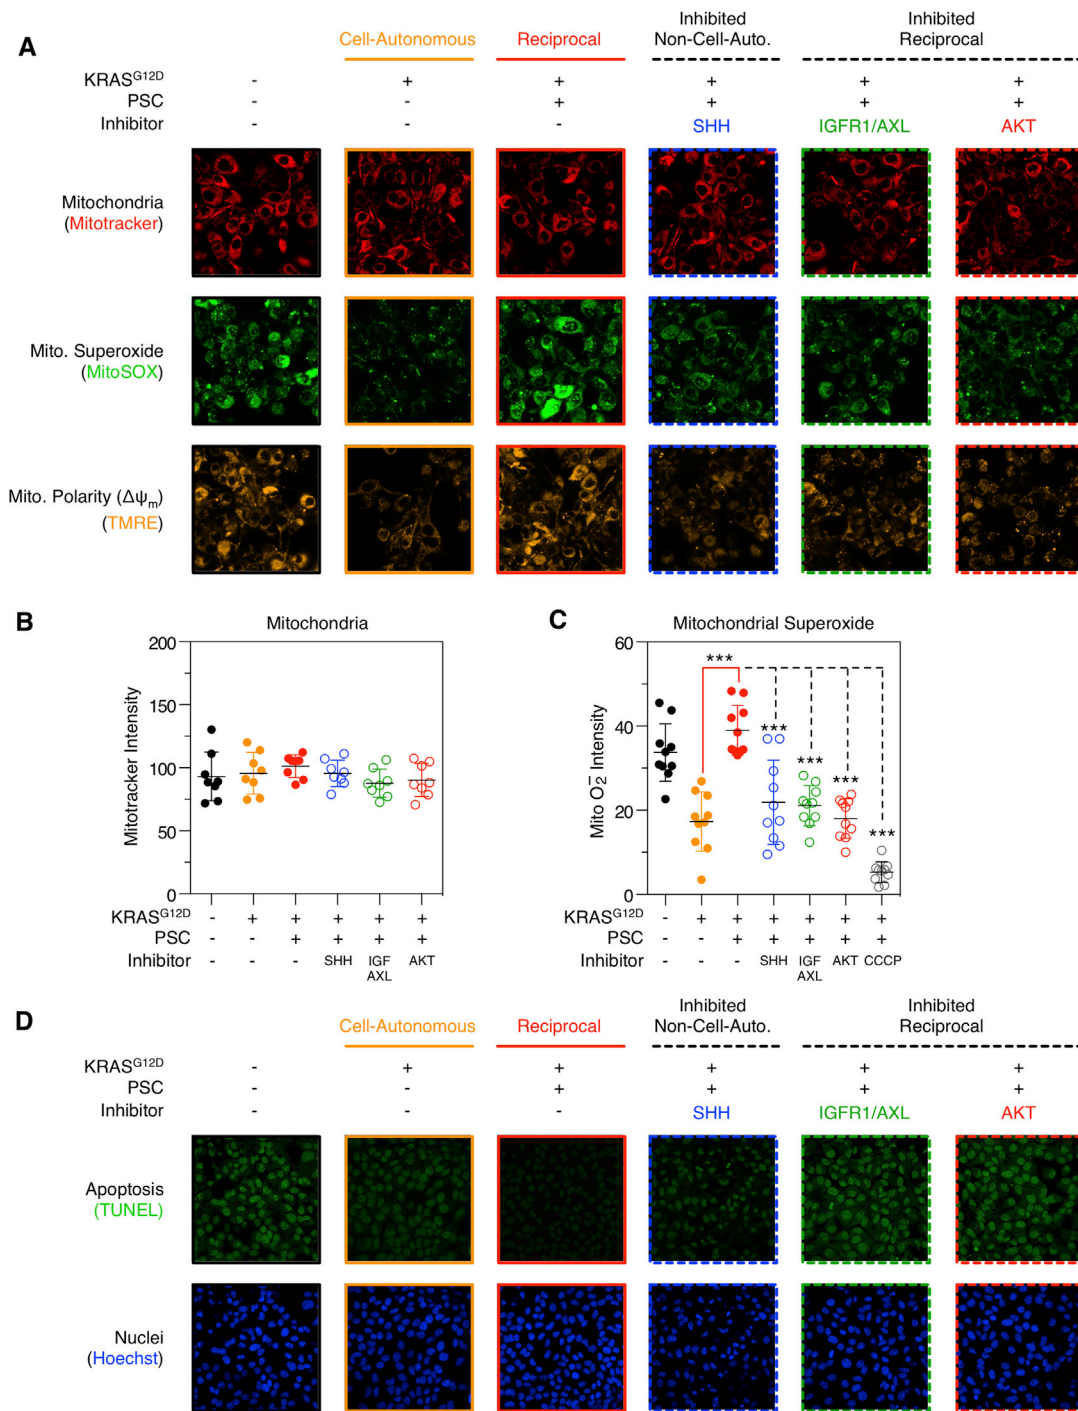 A
Cell-Autonomous
Reciprocal
Inhibited
Non-Cell-Auto.
Inhibited
Reciprocal
KRASG12D - + + + + +
PSC - - + + + +
Inhibitor - - - SHH IGFR1/AXL AKT
Mitochondria
(Mitotracker)
Mito. Superoxide
(MitoSOX)
Mito. Polarity (Δψm)
(TMRE)
B
Mitochondria
Mitotracker Intensity
200
150
100
50
0
KRASG12D - + + + + +
PSC - - + + + +
Inhibitor - - - SHH IGF AKT
AXL
C
Mitochondrial Superoxide
Mito O2̄ Intensity
60
40
20
0
***
***
***
***
***
KRASG12D - + + + + + +
PSC - - + + + + +
Inhibitor - - - SHH IGF AKT CCCP
AXL
D
Cell-Autonomous
Reciprocal
Inhibited
Non-Cell-Auto.
Inhibited
Reciprocal
KRASG12D - + + + + +
PSC - - + + + +
Inhibitor - - - SHH IGFR1/AXL AKT
Apoptosis
(TUNEL)
Nuclei
(Hoechst)